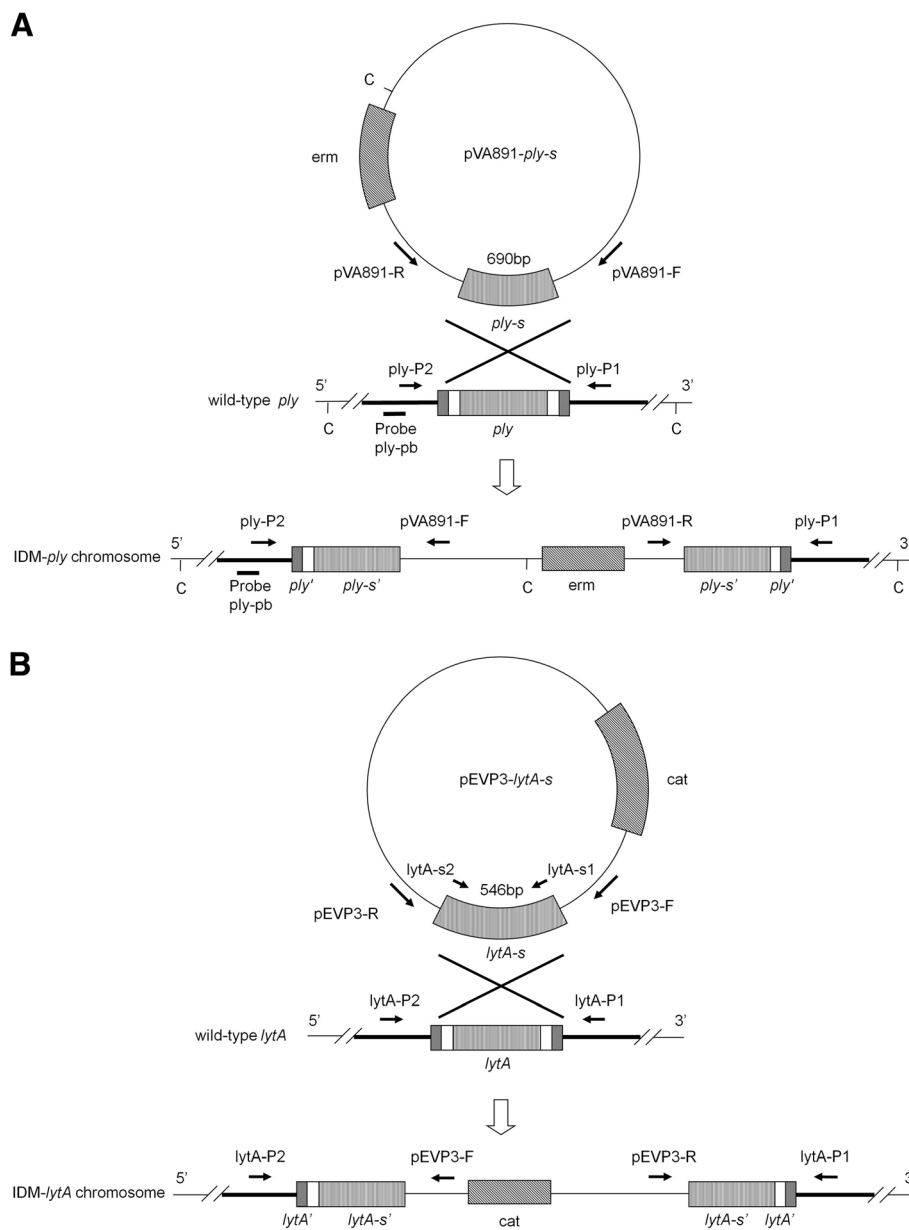 A
C
pVA891-ply-s
erm
690bp
pVA891-R
pVA891-F
ply-s
ply-P2
ply-P1
5’
3’
wild-type ply
C
Probe
ply-pb
ply
C
ply-P2
pVA891-F
pVA891-R
ply-P1
5’
3
IDM-ply chromosome
C
Probe
ply-pb
ply'
ply-s’
C
erm
ply-s’
ply’
C
B
pEVP3-lytA-s
cat
lytA-s2
lytA-s1
546bp
pEVP3-R
pEVP3-F
lytA-s
lytA-P2
lytA-P1
5’
3’
wild-type lytA
lytA
lytA-P2
pEVP3-F
pEVP3-R
lytA-P1
5’
3’
IDM-lytA chromosome
lytA’
lytA-s’
cat
lytA-s’
lytA’